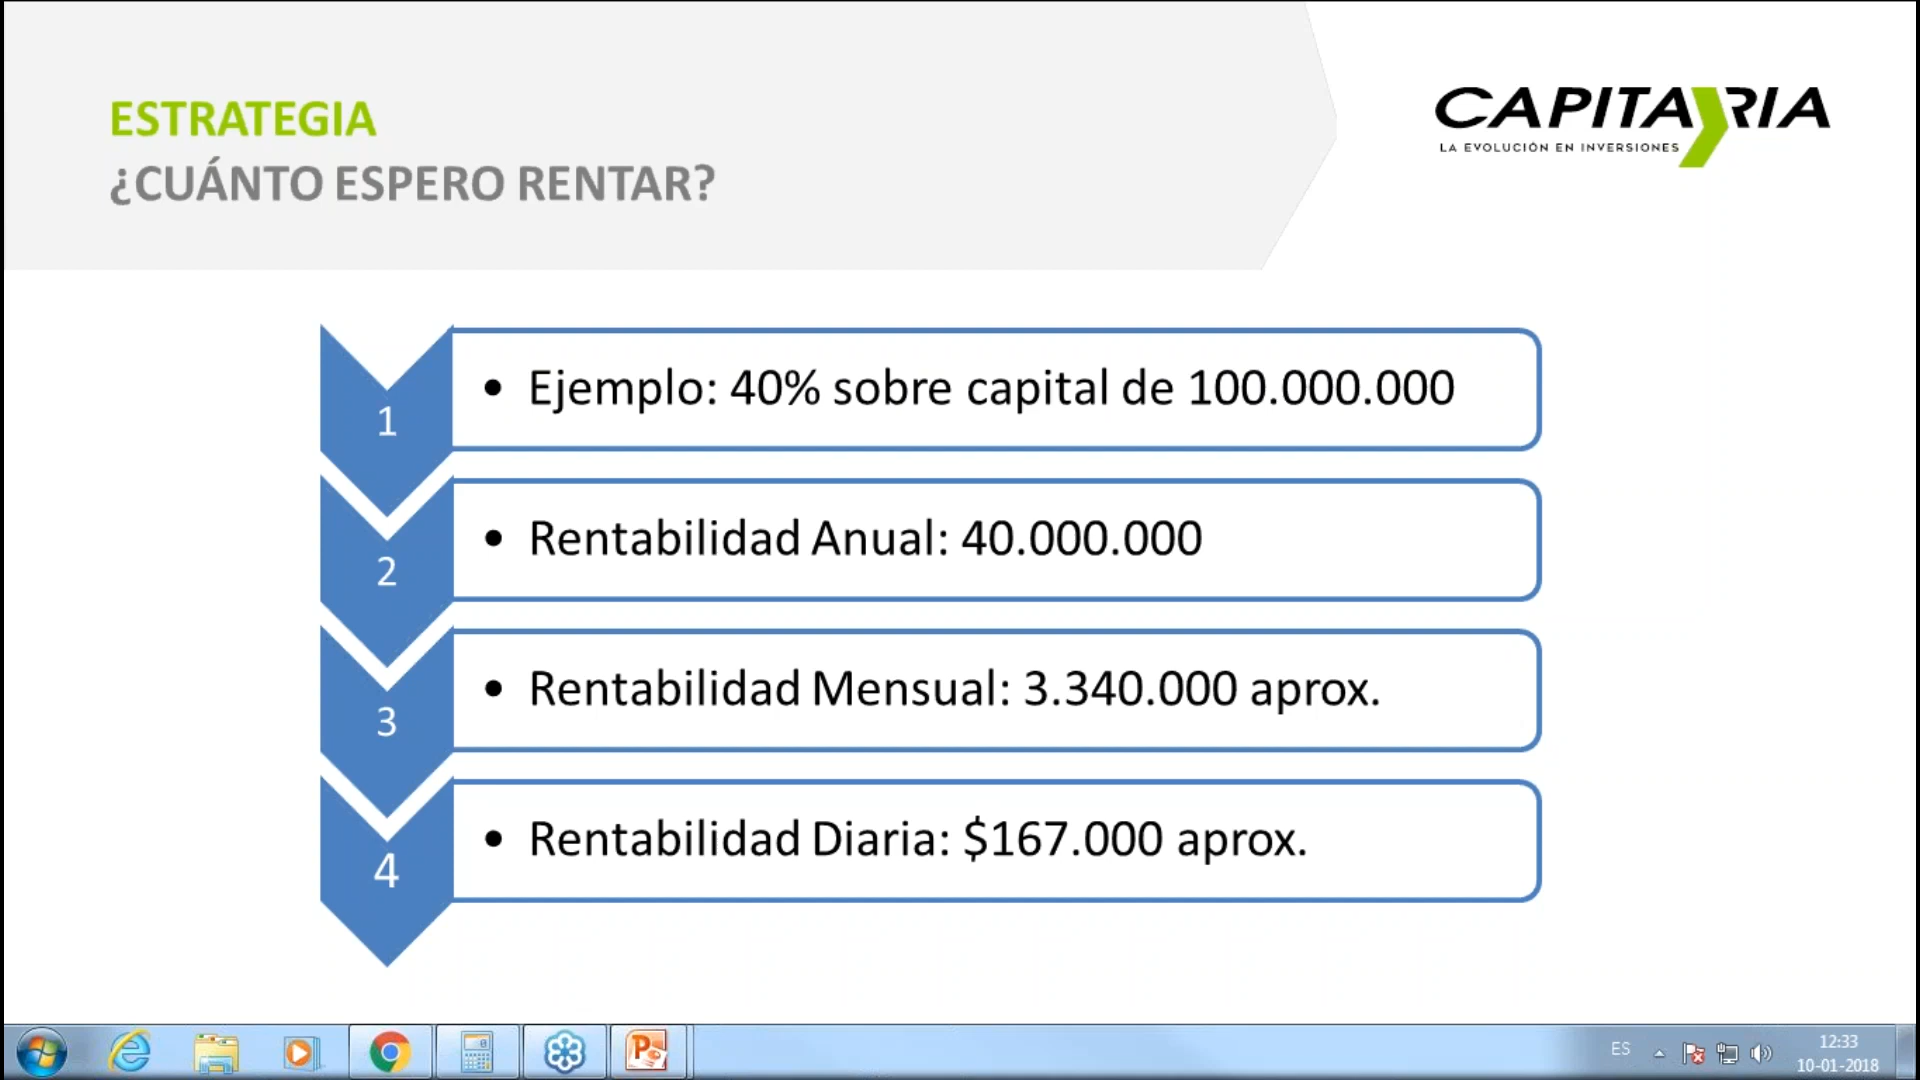 ESTRATEGIA
¿CUÁNTO ESPERO RENTAR?
CAPITARIA
LA EVOLUCIÓN EN INVERSIONES
1
• Ejemplo: 40% sobre capital de 100.000.000
2
• Rentabilidad Anual: 40.000.000
3
• Rentabilidad Mensual: 3.340.000 aprox.
4
• Rentabilidad Diaria: $167.000 aprox.
ES
12:33
10-01-2018